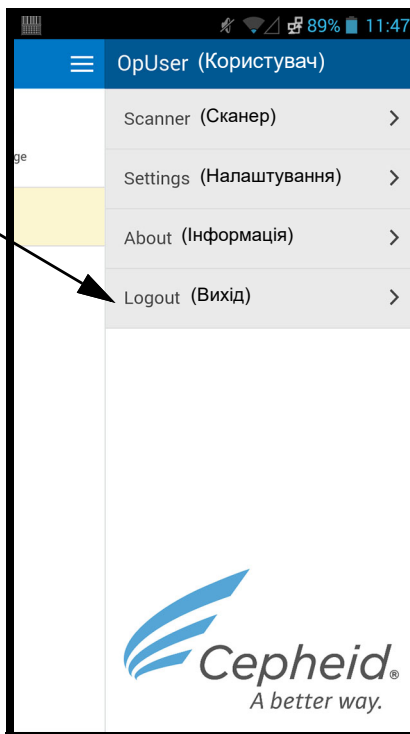 89% 11:47
OpUser (Користувач)
Scanner (Сканер)
ge
Settings (Налаштування)
About (Інформація)
Logout (Вихід)
Cepheid®
A better way.